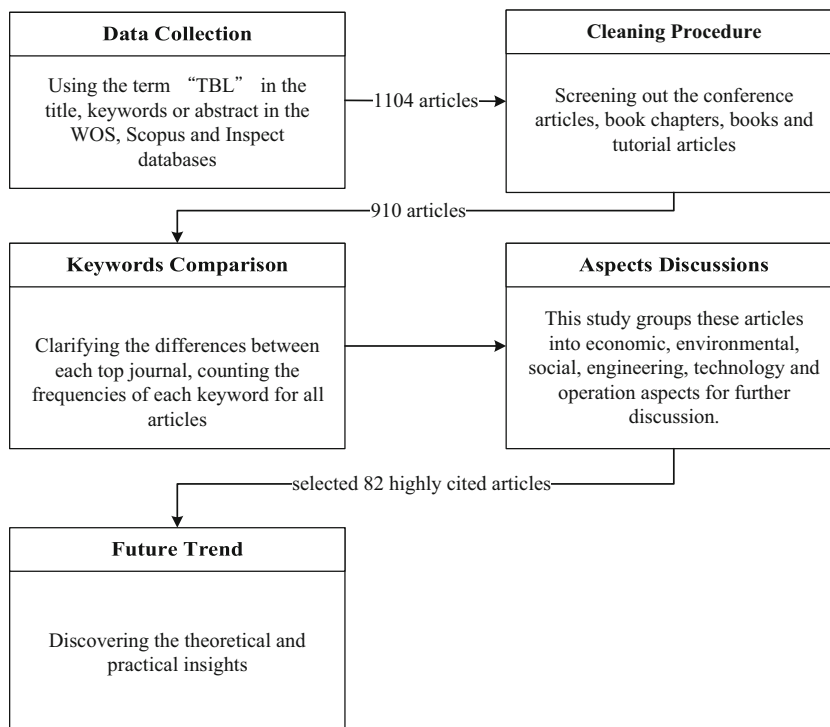 Data Collection
Using the term “TBL” in the
title, keywords or abstract in the
WOS, Scopus and Inspect
databases
1104 articles
Cleaning Procedure
Screening out the conference
articles, book chapters, books and
tutorial articles
910 articles
Keywords Comparison
Clarifying the differences between
each top journal, counting the
frequencies of each keyword for all
articles
Aspects Discussions
This study groups these articles
into economic, environmental,
social, engineering, technology and
operation aspects for further
discussion.
selected 82 highly cited articles
Future Trend
Discovering the theoretical and
practical insights